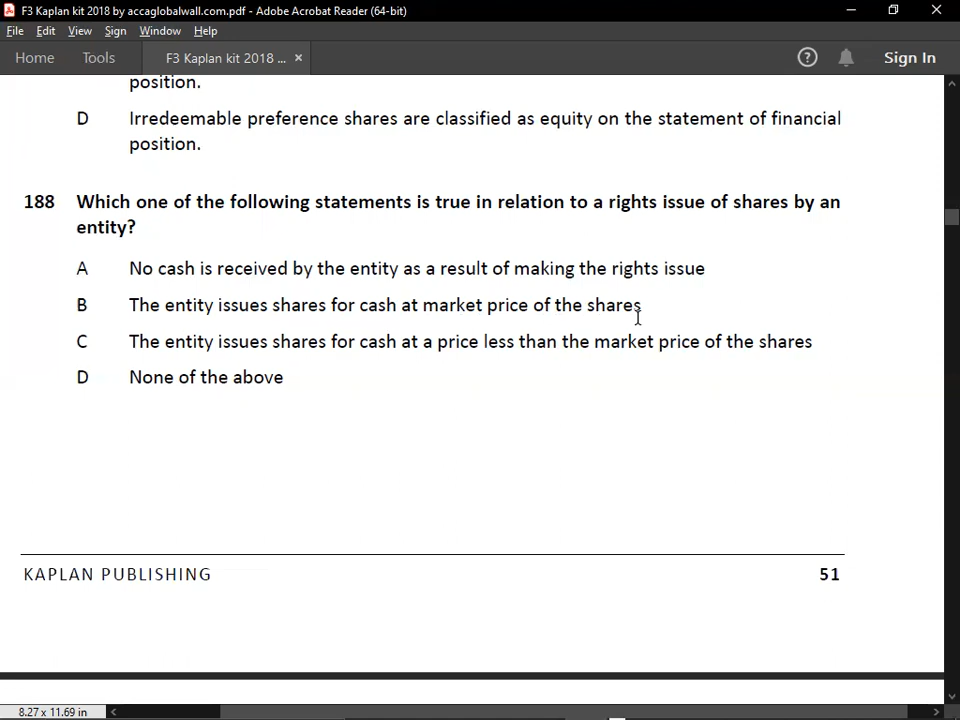 F3 Kaplan kit 2018 by accaglobalwall.com.pdf - Adobe Acrobat Reader (64-bit)
File Edit View Sign Window Help
Home Tools F3 Kaplan kit 2018 ... × ? Sign In
position.
D Irredeemable preference shares are classified as equity on the statement of financial
position.
188 Which one of the following statements is true in relation to a rights issue of shares by an
entity?
A No cash is received by the entity as a result of making the rights issue
B The entity issues shares for cash at market price of the shares
C The entity issues shares for cash at a price less than the market price of the shares
D None of the above
KAPLAN PUBLISHING 51
8.27 x 11.69 in